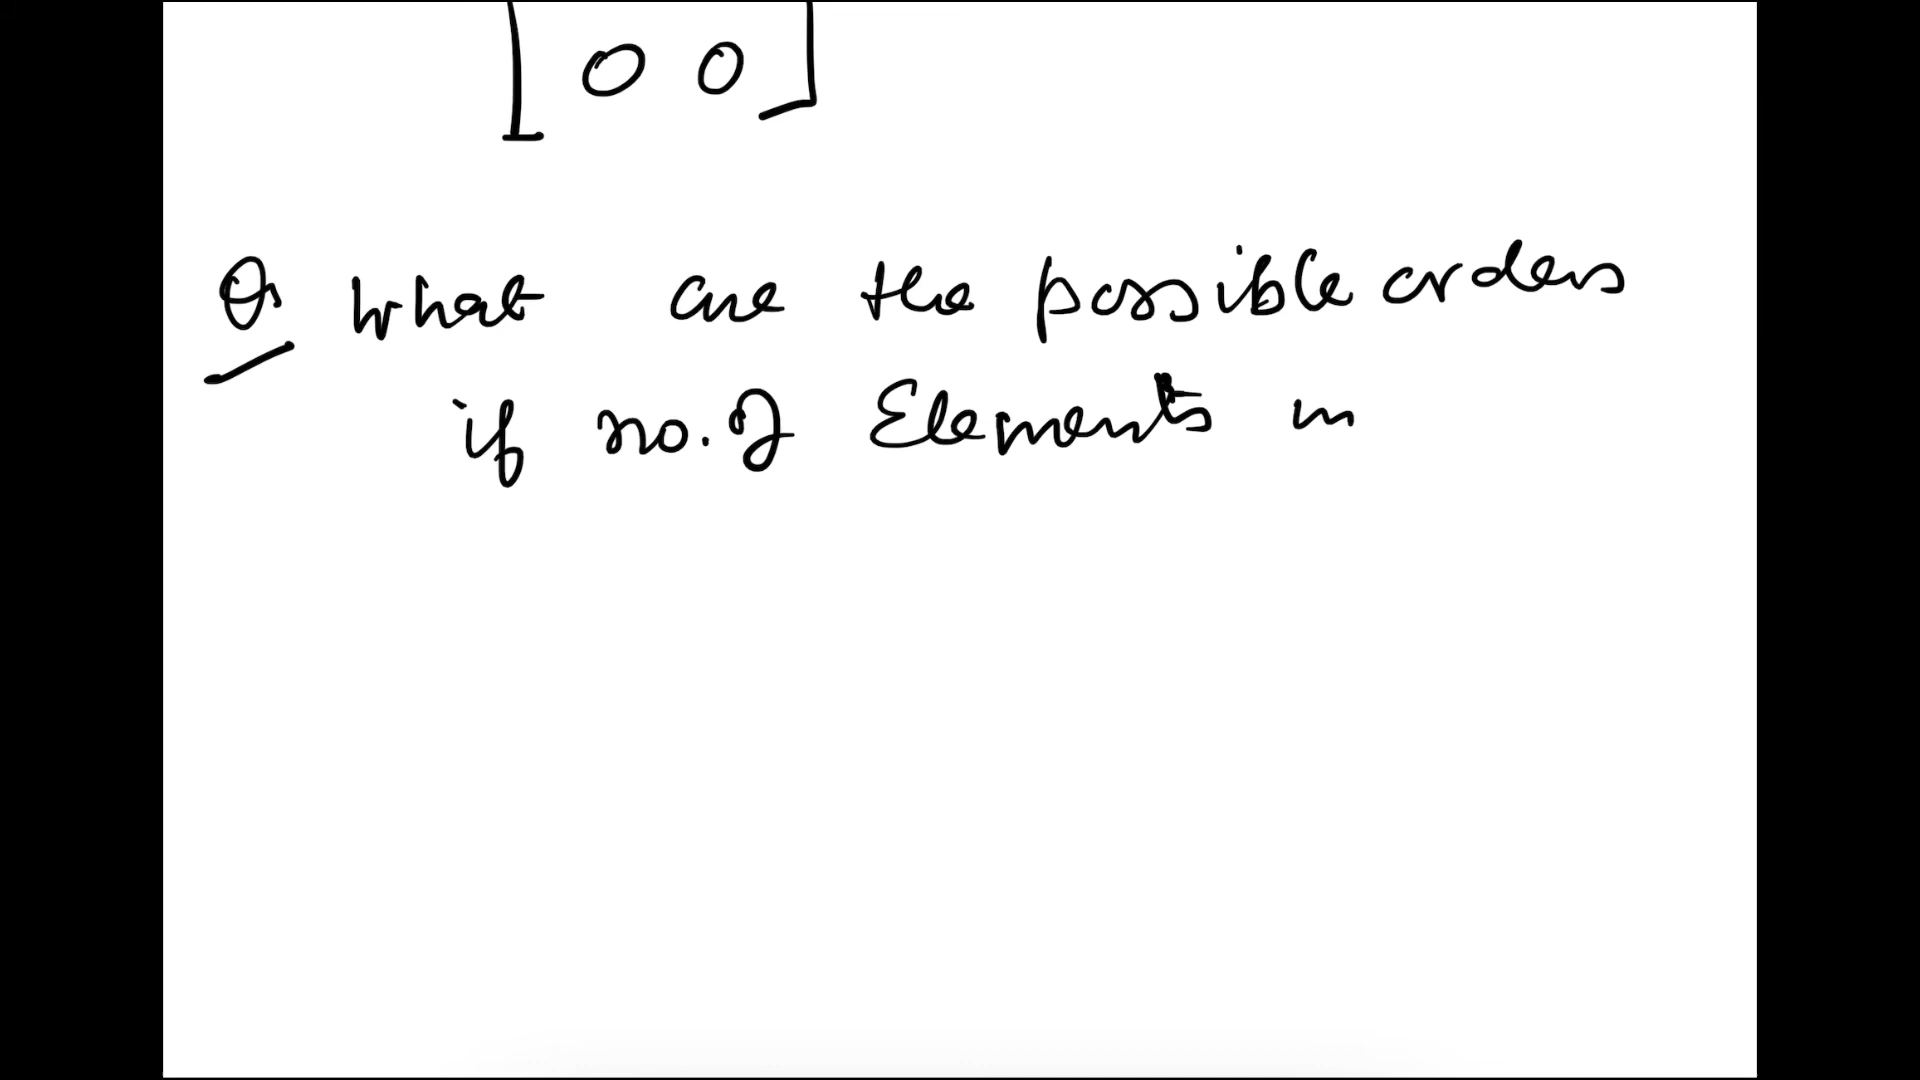 0 0
Q What are the possible orders
if no. of Elements in